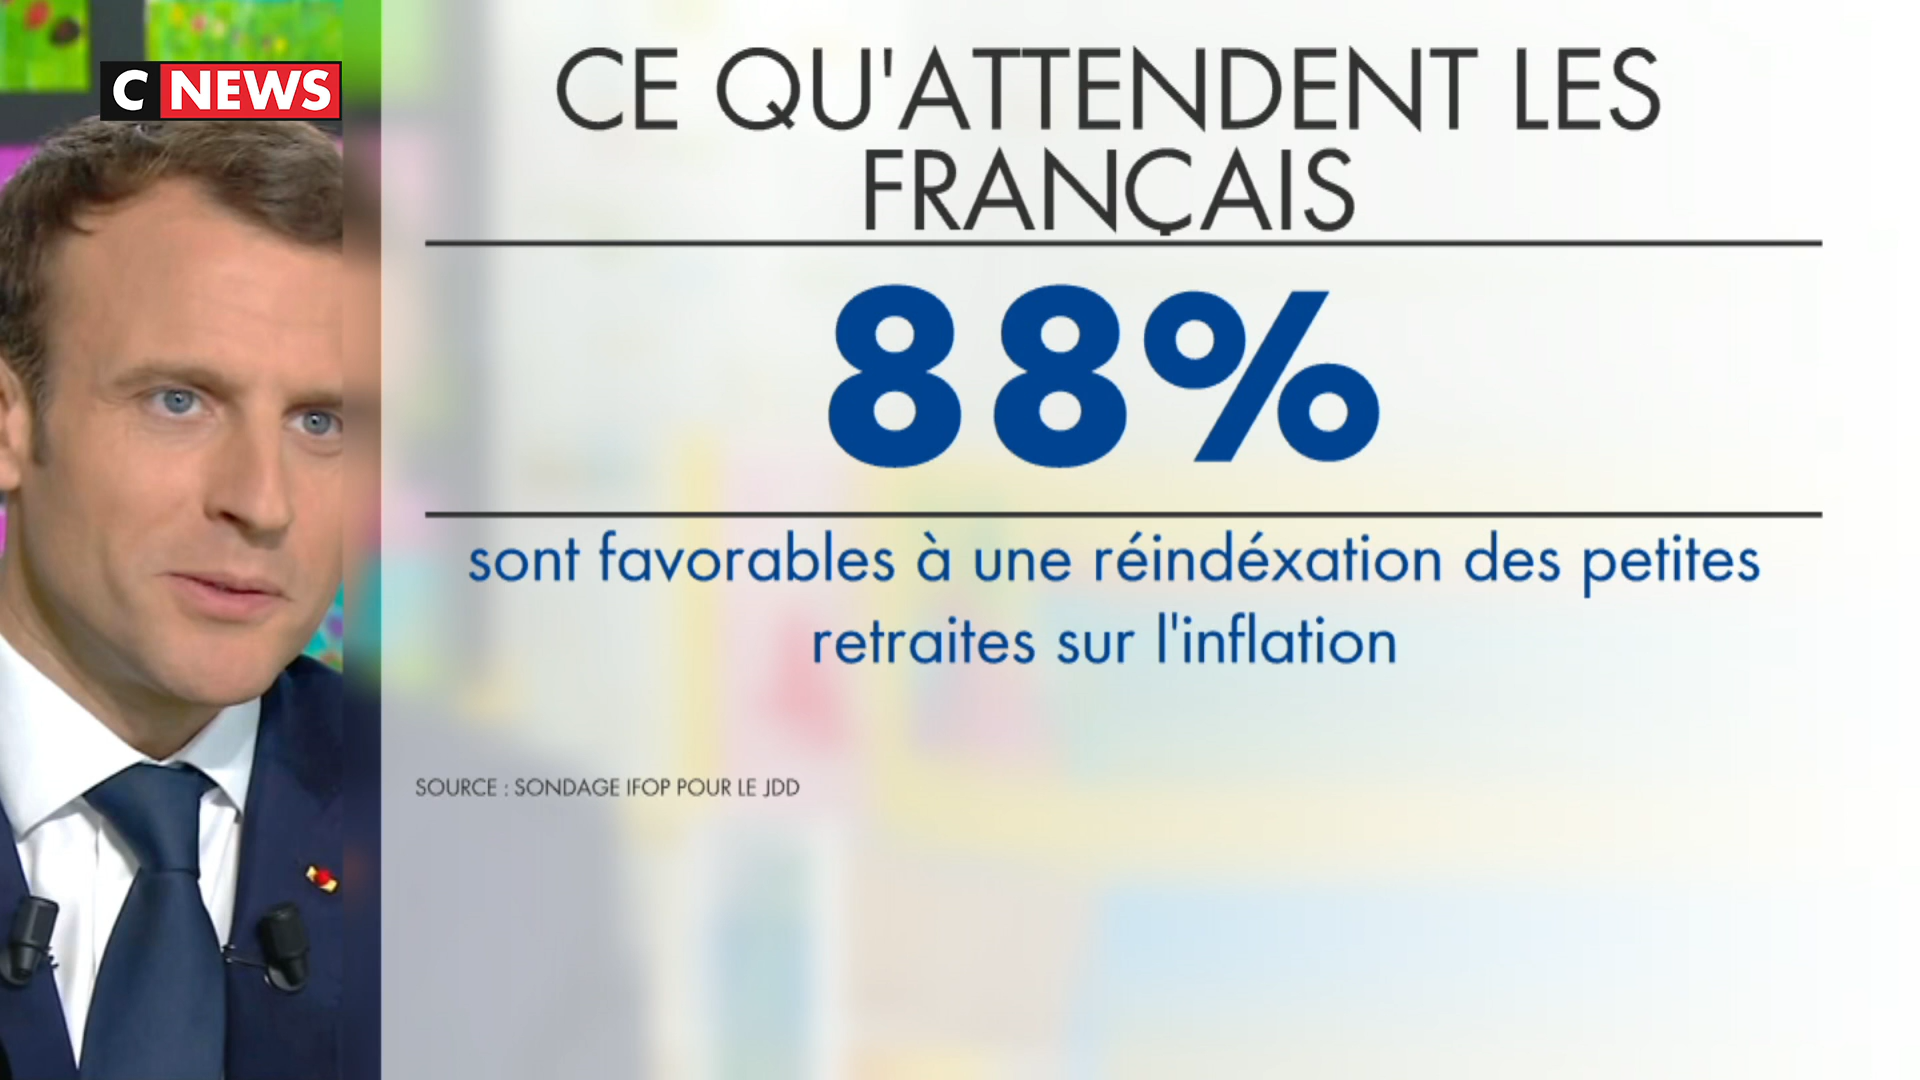 C NEWS
CE QU'ATTENDENT LES
FRANÇAIS
88%
sont favorables à une réindéxation des petites
retraites sur l'inflation
SOURCE : SONDAGE IFOP POUR LE JDD